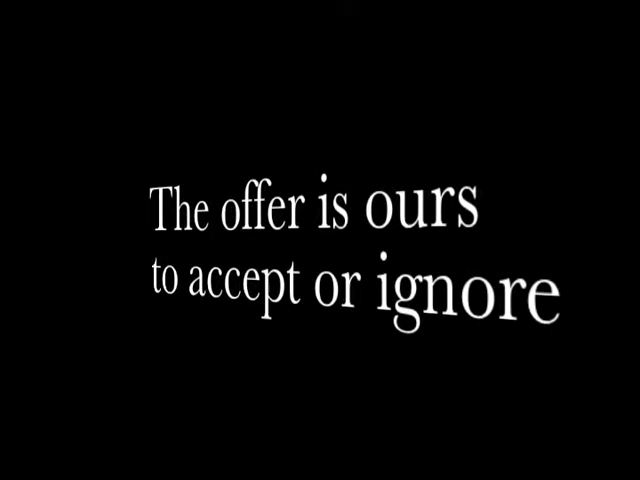 The offer is ours
to accept or ignore